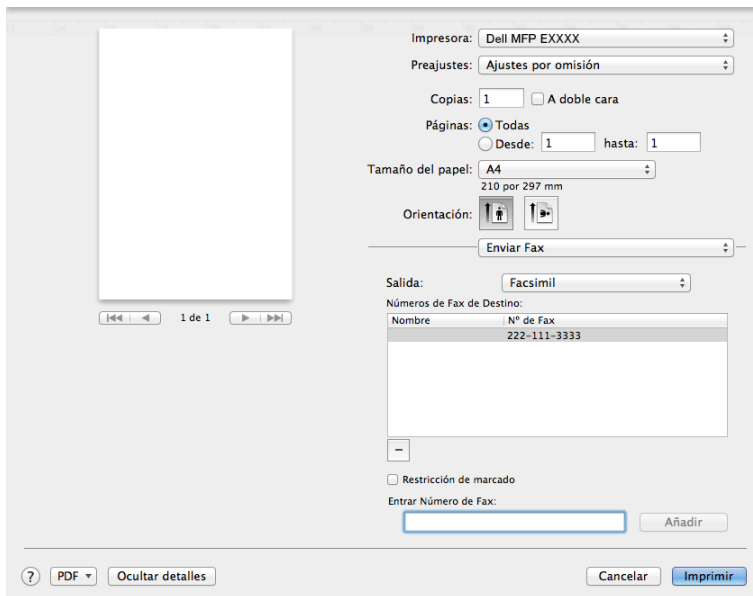 Impresora: Dell MFP EXXXX
Preajustes: Ajustes por omisión
Copias: 1 A doble cara
Páginas: Todas
Desde: 1 hasta: 1
Tamaño del papel: A4
210 por 297 mm
Orientación:
Enviar Fax
Salida: Facsimil
Números de Fax de Destino:
Nombre Nº de Fax
222-111-3333
1 de 1
−
Restricción de marcado
Entrar Número de Fax:
Añadir
? PDF Ocultar detalles Cancelar Imprimir